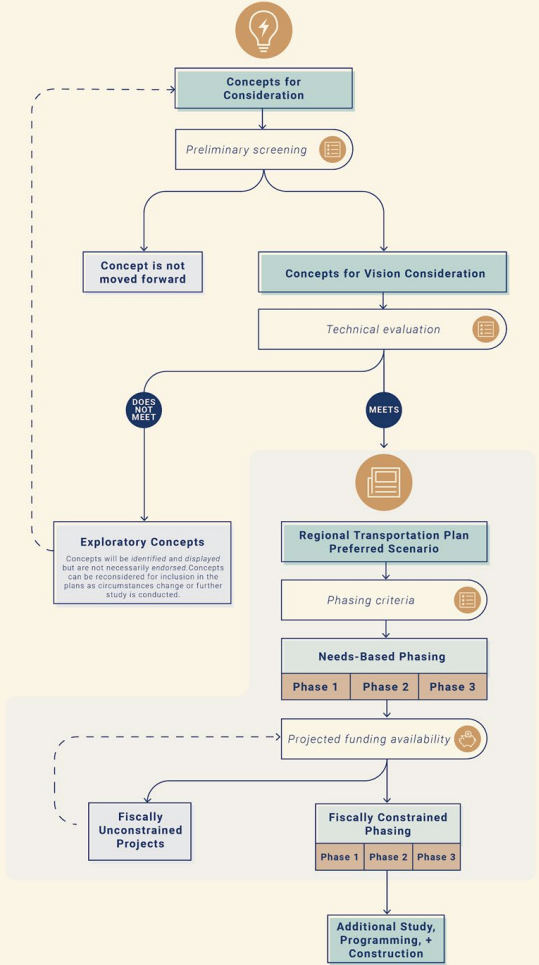 Concepts for
Consideration
Preliminary screening
Concept is not
moved forward
Concepts for Vision Consideration
Technical evaluation
DOES
NOT
MEET
MEETS
Exploratory Concepts
Concepts will be identified and displayed
but are not necessarily endorsed.Concepts
can be reconsidered for inclusion in the
plans as circumstances change or further
study is conducted.
Regional Transportation Plan
Preferred Scenario
Phasing criteria
Needs-Based Phasing
Phase 1 Phase 2 Phase 3
Projected funding availability
Fiscally
Unconstrained
Projects
Fiscally Constrained
Phasing
Phase 1 Phase 2 Phase 3
Additional Study,
Programming, +
Construction